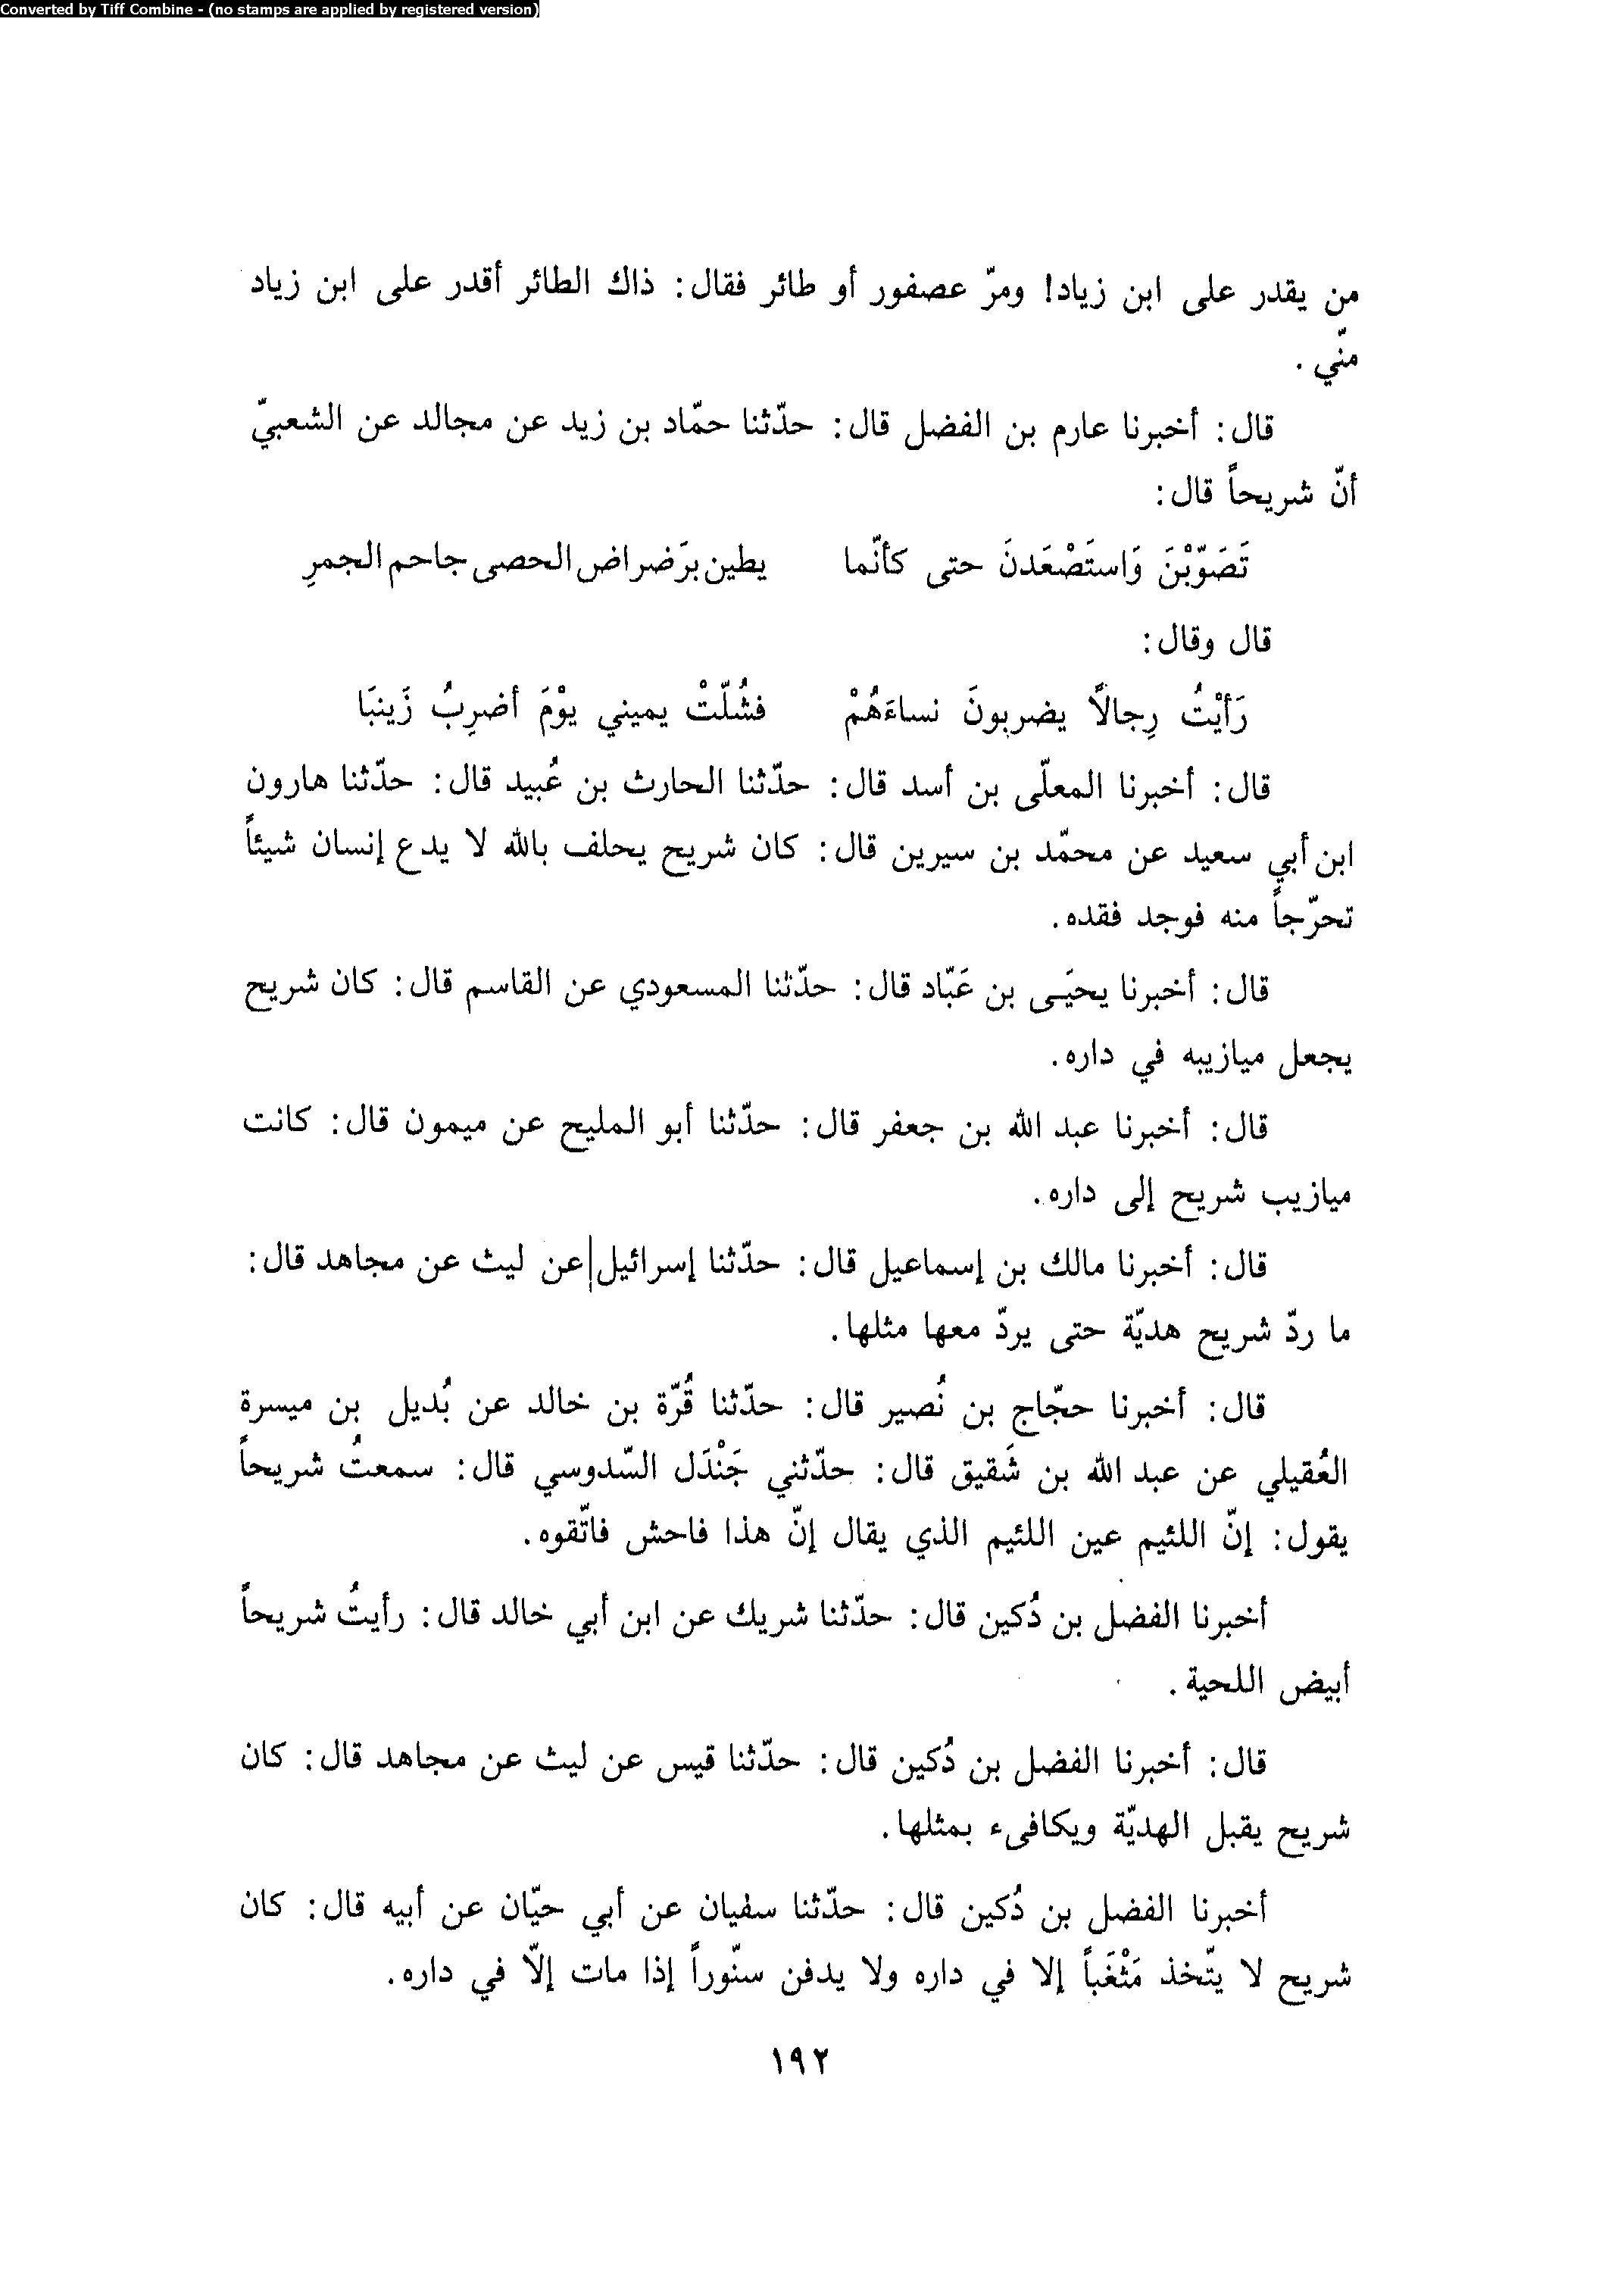 Converted by Tiff Combine - (no stamps are applied by registered version)
من يقدر على ابن زياد! ومرّ عصفور أو طائر فقال: ذاك الطائر أقدر على ابن زياد
منّي .
قال: أخبرنا عارم بن الفضل قال: حدّثنا حمّاد بن زيد عن مجالد عن الشعبيّ
أنّ شريحاً قال:
تَصَوّبْنَ وَاستَصْعَدنَ حتى كأنّما يطين برَضراض الحصى جاحم الجمرِ
قال وقال:
رَأيْتُ رِجالاً يضربونَ نساءَهُمْ فشُلّتْ يميني يوْمَ أضرِبُ زَينبَا
قال: أخبرنا المعلّى بن أسد قال: حدّثنا الحارث بن عُبيد قال: حدّثنا هارون
ابن أبي سعيد عن محمّد بن سيرين قال: كان شريح يحلف بالله لا يدع إنسان شيئاً
تحرّجاً منه فوجد فقده.
قال: أخبرنا يحيَى بن عَبّاد قال: حدّثنا المسعودي عن القاسم قال: كان شريح
يجعل ميازيبه في داره.
قال: أخبرنا عبد الله بن جعفر قال: حدّثنا أبو المليح عن ميمون قال: كانت
ميازيب شريح إلى داره.
قال: أخبرنا مالك بن إسماعيل قال: حدّثنا إسرائيل عن ليث عن مجاهد قال:
ما ردّ شريح هديّة حتى يردّ معها مثلها.
قال: أخبرنا حجّاج بن نُصير قال: حدّثنا قُرّة بن خالد عن بُديل بن ميسرة
العُقيلي عن عبد الله بن شَقيق قال: حدّثني جَنْدَل السّدوسي قال: سمعتُ شريحاً
يقول: إنّ اللئيم عين اللئيم الذي يقال إنّ هذا فاحش فاتّقوه.
أخبرنا الفضل بن دُكين قال: حدّثنا شريك عن ابن أبي خالد قال: رأيتُ شريحاً
أبيض اللحية .
قال: أخبرنا الفضل بن دُكين قال: حدّثنا قيس عن ليث عن مجاهد قال: كان
شريح يقبل الهديّة ويكافىء بمثلها.
أخبرنا الفضل بن دُكين قال: حدّثنا سفيان عن أبي حيّان عن أبيه قال: كان
شريح لا يتّخذ مَثْغَباً إلا في داره ولا يدفن سنّوراً إذا مات إلاّ في داره.
١٩٢